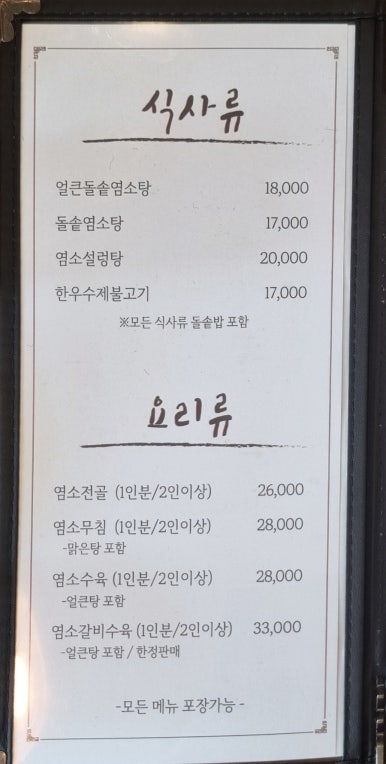 식사류
얼큰돌솥염소탕 18,000
돌솥염소탕 17,000
염소설렁탕 20,000
한우수제불고기 17,000
※모든 식사류 돌솥밥 포함
요리류
염소전골 (1인분/2인이상) 26,000
염소무침 (1인분/2인이상) 28,000
-맑은탕 포함
염소수육 (1인분/2인이상) 28,000
-얼큰탕 포함
염소갈비수육 (1인분/2인이상) 33,000
-얼큰탕 포함 / 한정판매
-모든 메뉴 포장가능 -